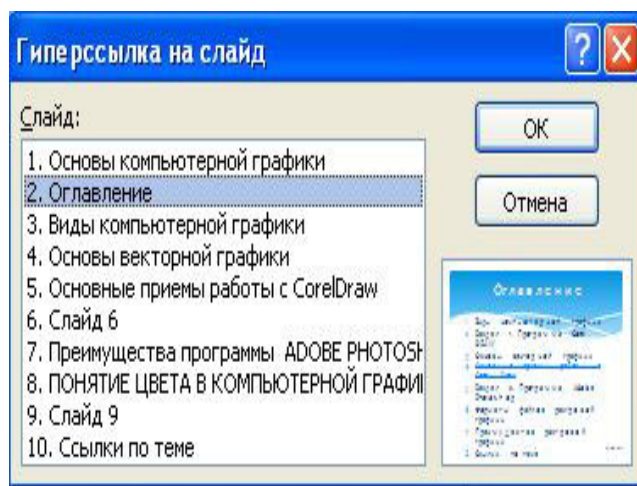 Гиперссылка на слайд
Слайд:
1. Основы компьютерной графики
2. Оглавление
3. Виды компьютерной графики
4. Основы векторной графики
5. Основные приемы работы с CorelDraw
6. Слайд 6
7. Преимущества программы ADOBE PHOTOSH
8. ПОНЯТИЕ ЦВЕТА В КОМПЬЮТЕРНОЙ ГРАФИ
9. Слайд 9
10. Ссылки по теме
ОК
Отмена
Оглавление